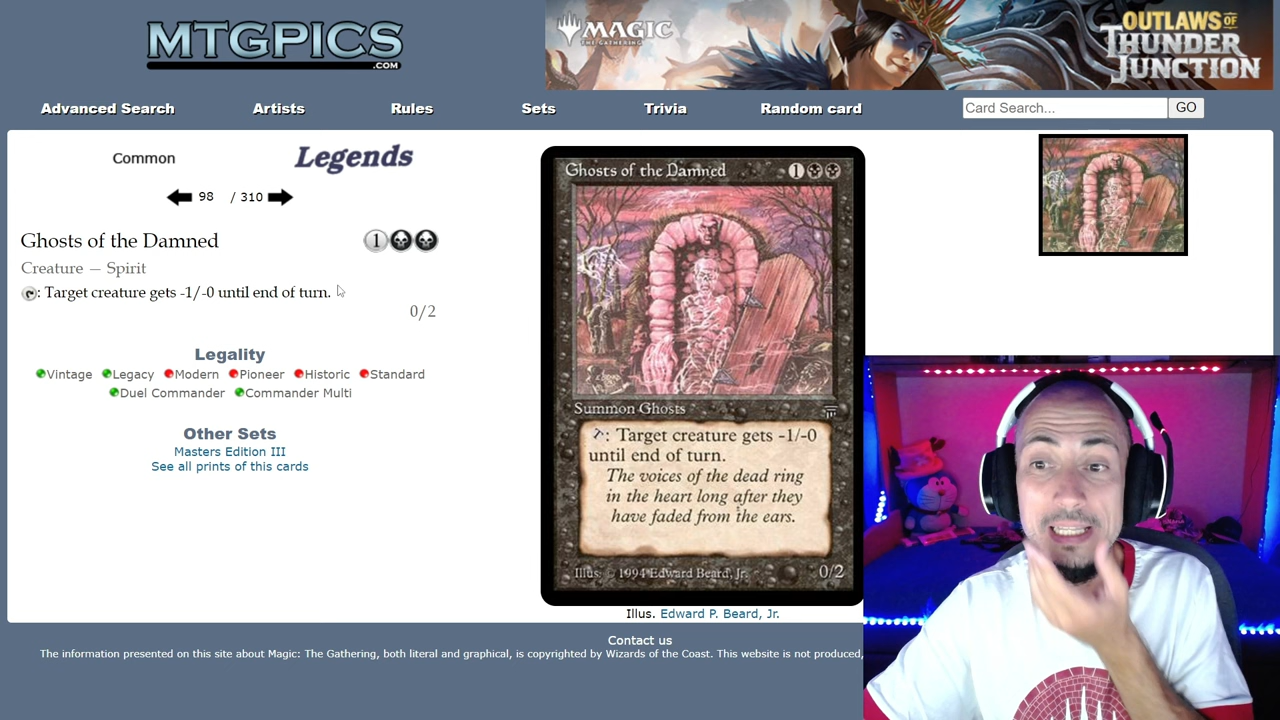 MTGPICS
.COM
MAGIC
THE GATHERING
OUTLAWS OF
THUNDER
JUNCTION
Advanced Search
Artists
Rules
Sets
Trivia
Random card
Card Search...
GO
Common
Legends
98 / 310
Ghosts of the Damned
1
Creature — Spirit
: Target creature gets -1/-0 until end of turn.
0/2
Legality
Vintage Legacy Modern Pioneer Historic Standard
Duel Commander Commander Multi
Other Sets
Masters Edition III
See all prints of this cards
Ghosts of the Damned 1
Summon Ghosts
: Target creature gets -1/-0
until end of turn.
The voices of the dead ring
in the heart long after they
have faded from the ears.
Illus. © 1994 Edward Beard, Jr.
0/2
Illus. Edward P. Beard, Jr.
Contact us
The information presented on this site about Magic: The Gathering, both literal and graphical, is copyrighted by Wizards of the Coast. This website is not produced,